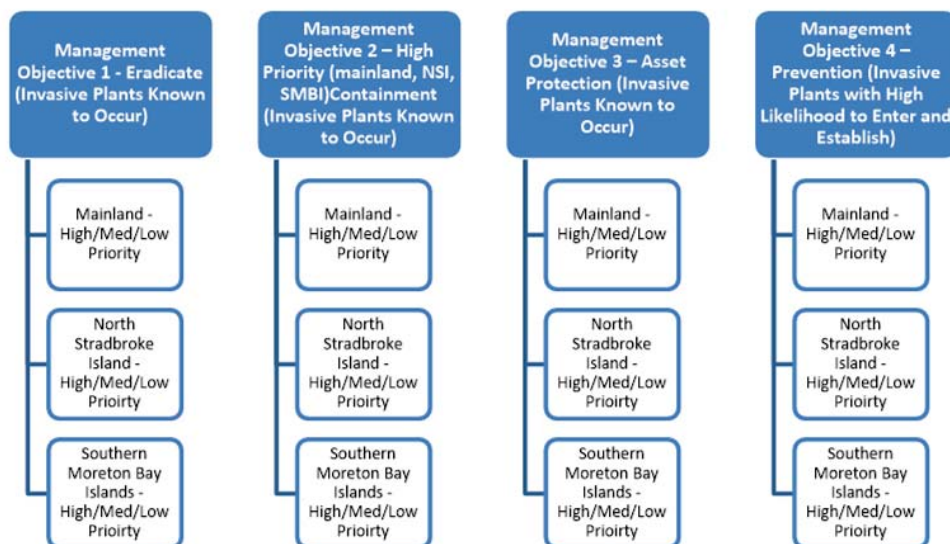 Management
Objective 1 - Eradicate
(Invasive Plants Known
to Occur)
Mainland -
High/Med/Low
Priority
North
Stradbroke
Island -
High/Med/Low
Prioirty
Southern
Moreton Bay
Islands -
High/Med/Low
Prioirty
Management
Objective 2 – High
Priority (mainland, NSI,
SMBI)Containment
(Invasive Plants Known
to Occur)
Mainland -
High/Med/Low
Priority
North
Stradbroke
Island -
High/Med/Low
Prioirty
Southern
Moreton Bay
Islands -
High/Med/Low
Prioirty
Management
Objective 3 – Asset
Protection (Invasive
Plants Known to
Occur)
Mainland -
High/Med/Low
Priority
North
Stradbroke
Island -
High/Med/Low
Prioirty
Southern
Moreton Bay
Islands -
High/Med/Low
Prioirty
Management
Objective 4 –
Prevention (Invasive
Plants with High
Likelihood to Enter and
Establish)
Mainland -
High/Med/Low
Priority
North
Stradbroke
Island -
High/Med/Low
Prioirty
Southern
Moreton Bay
Islands -
High/Med/Low
Prioirty